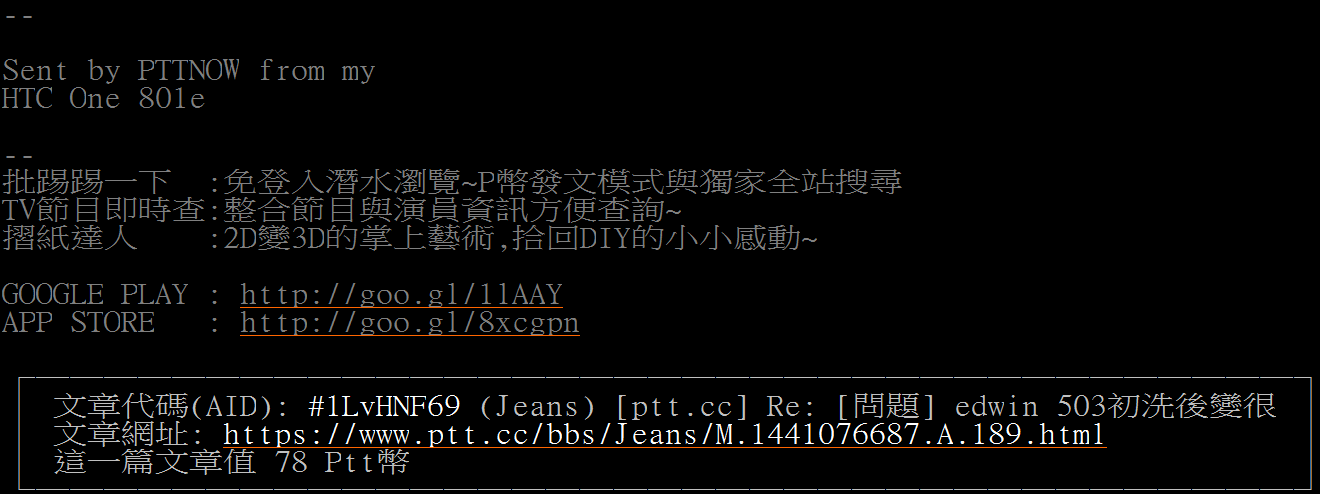 --
Sent by PTTNOW from my
HTC One 801e
--
批踢踢一下  :免登入潛水瀏覽~P幣發文模式與獨家全站搜尋
TV節目即時查:整合節目與演員資訊方便查詢~
摺紙達人    :2D變3D的掌上藝術,拾回DIY的小小感動~
GOOGLE PLAY : http://goo.gl/1lAAY
APP STORE   : http://goo.gl/8xcgpn
文章代碼(AID): #1LvHNF69 (Jeans) [ptt.cc] Re: [問題] edwin 503初洗後變很
文章網址: https://www.ptt.cc/bbs/Jeans/M.1441076687.A.189.html
這一篇文章值 78 Ptt幣